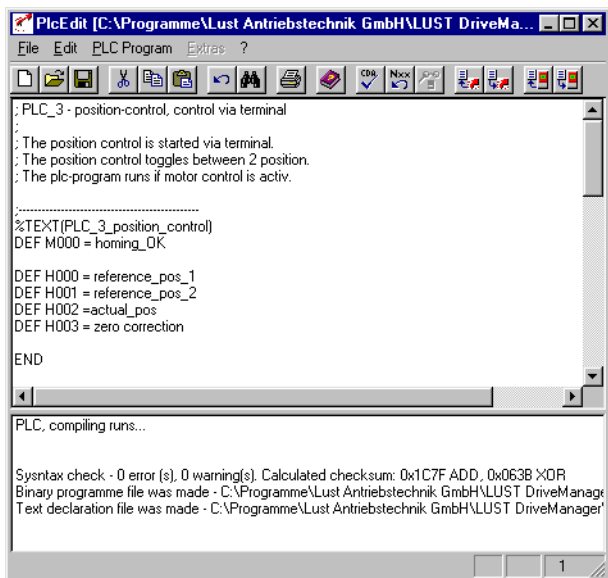 PlcEdit [C:\Programme\Lust Antriebstechnik GmbH\LUST DriveMa...
File Edit PLC Program Extras ?
CDA Nxx
; PLC_3 - position-control, control via terminal
;
; The position control is started via terminal.
; The position control toggles between 2 position.
; The plc-program runs if motor control is activ.
;------------------------------------------------
%TEXT(PLC_3_position_control)
DEF M000 = homing_OK
DEF H000 = reference_pos_1
DEF H001 = reference_pos_2
DEF H002 =actual_pos
DEF H003 = zero correction
END
PLC, compiling runs...
Sysntax check - 0 error (s), 0 warning(s). Calculated checksum: 0x1C7F ADD, 0x063B XOR
Binary programme file was made - C:\Programme\Lust Antriebstechnik GmbH\LUST DriveManage
Text declaration file was made - C:\Programme\Lust Antriebstechnik GmbH\LUST DriveManager\
1